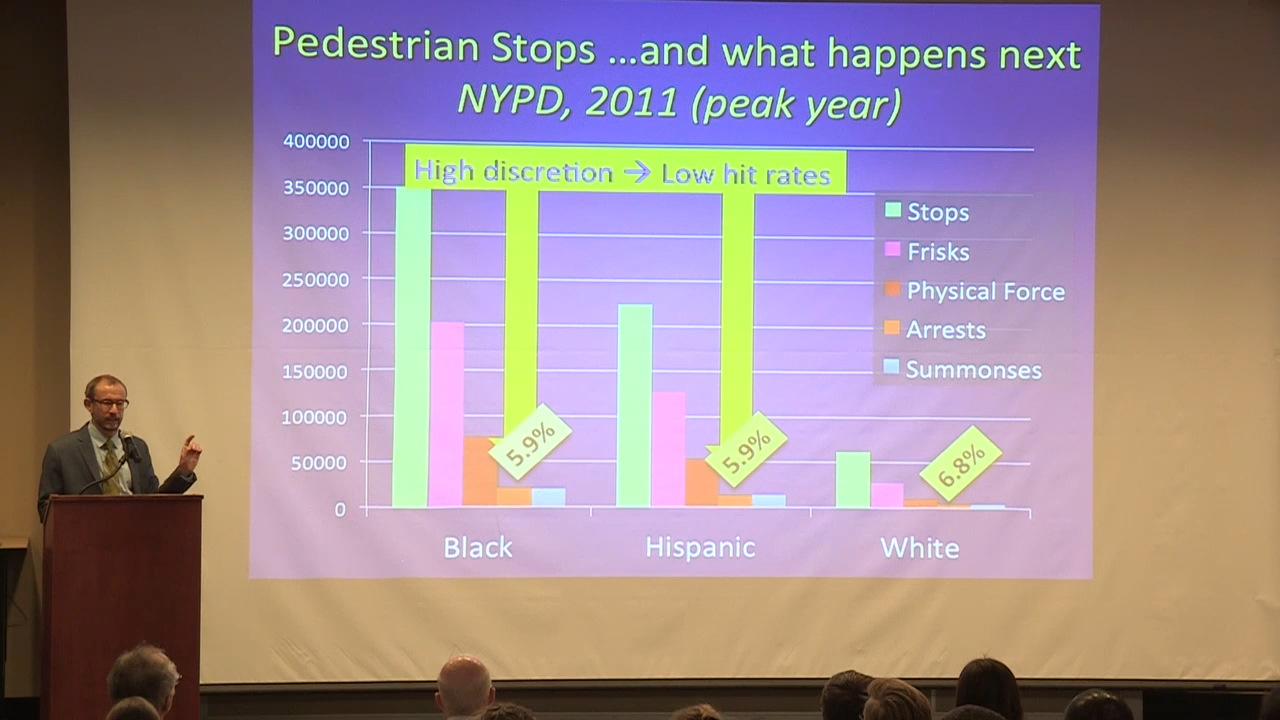 Pedestrian Stops ...and what happens next
NYPD, 2011 (peak year)
High discretion → Low hit rates
400000
350000
300000
250000
200000
150000
100000
50000
0
Stops
Frisks
Physical Force
Arrests
Summonses
5.9%
5.9%
6.8%
Black
Hispanic
White